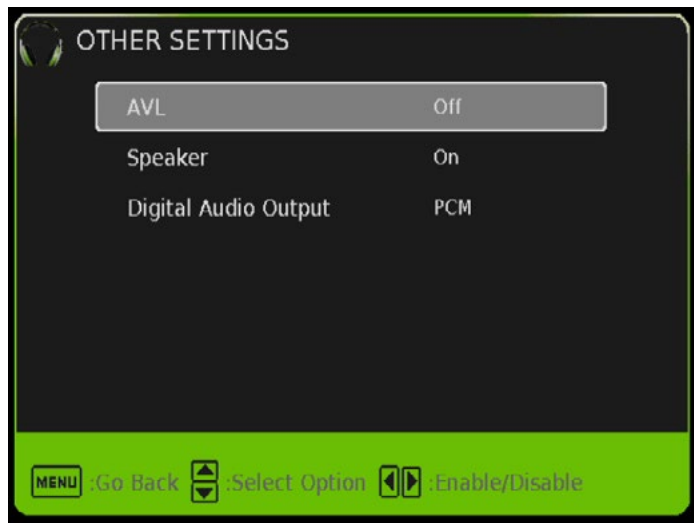 OTHER SETTINGS
AVL Off
Speaker On
Digital Audio Output PCM
MENU :Go Back :Select Option :Enable/Disable